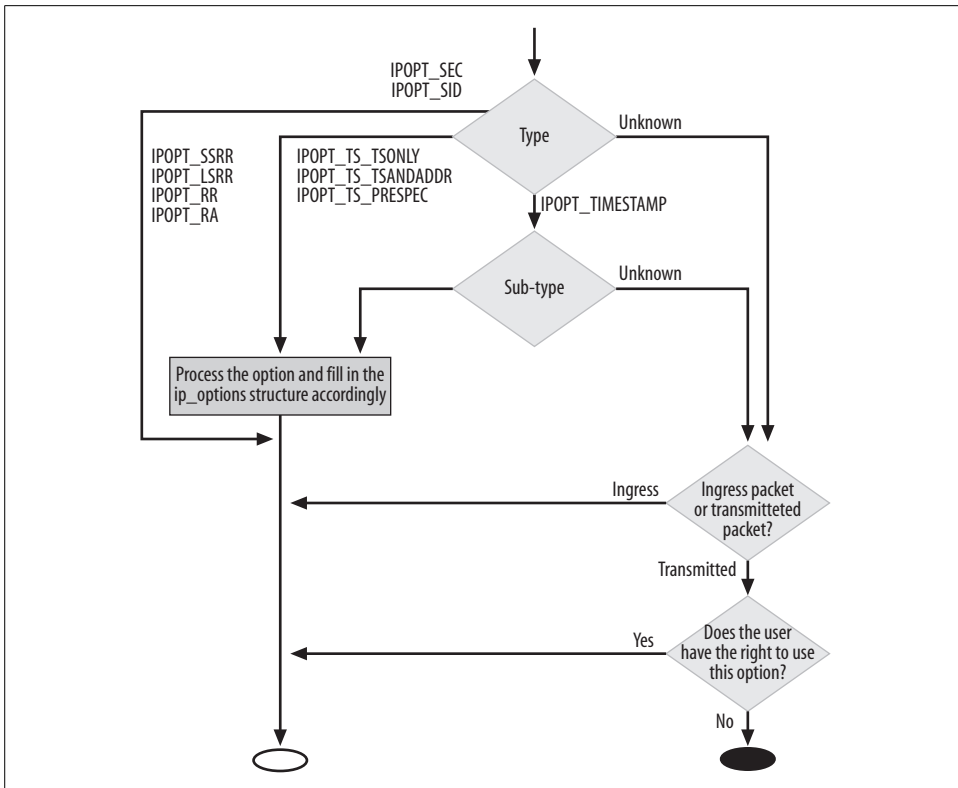 IPOPT_SEC
IPOPT_SID
Type
Unknown
IPOPT_SSRR
IPOPT_LSRR
IPOPT_RR
IPOPT_RA
IPOPT_TS_TSONLY
IPOPT_TS_TSANDADDR
IPOPT_TS_PRESPEC
IPOPT_TIMESTAMP
Sub-type
Unknown
Process the option and fill in the
ip_options structure accordingly
Ingress
Ingress packet
or transmitteted
packet?
Transmitted
Yes
Does the user
have the right to use
this option?
No